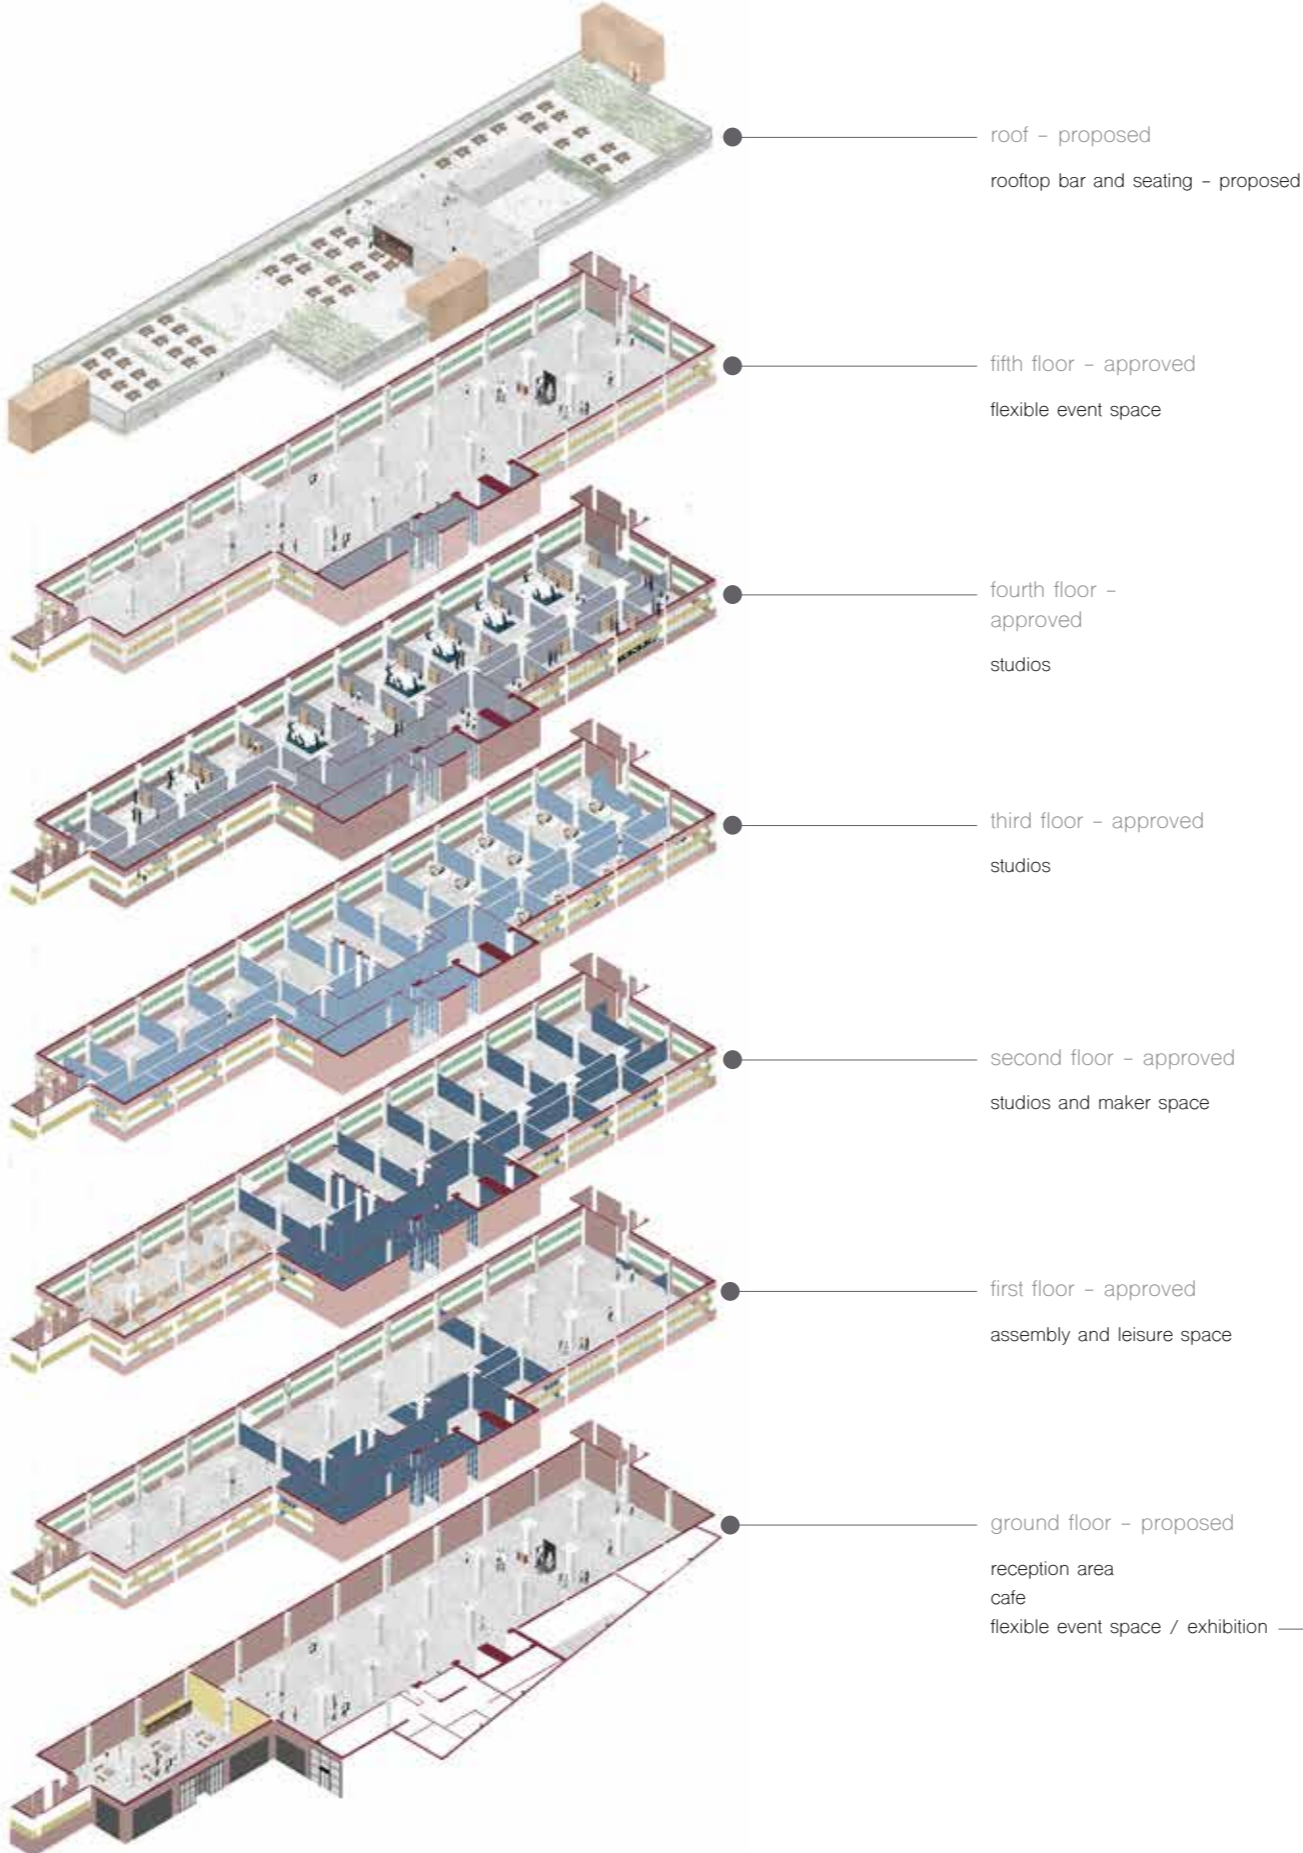 roof – proposed
rooftop bar and seating – proposed
fifth floor – approved
flexible event space
fourth floor –
approved
studios
third floor – approved
studios
second floor – approved
studios and maker space
first floor – approved
assembly and leisure space
ground floor – proposed
reception area
cafe
flexible event space / exhibition